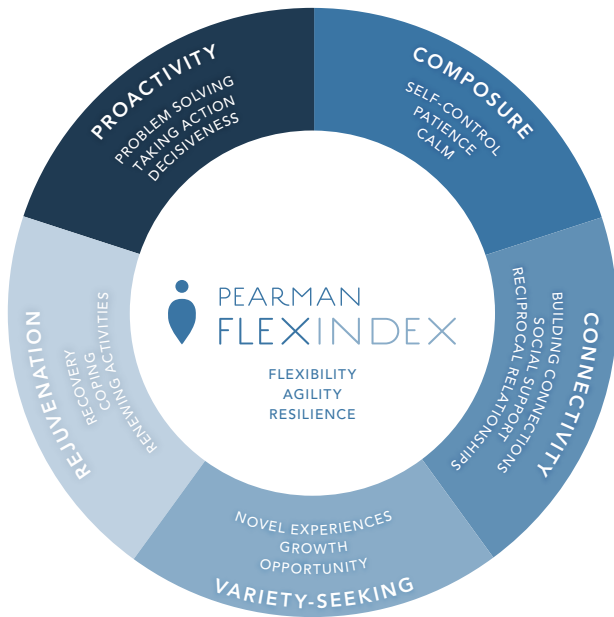 PROACTIVITY
PROBLEM SOLVING
TAKING ACTION
DECISIVENESS
COMPOSURE
SELF-CONTROL
PATIENCE
CALM
CONNECTIVITY
BUILDING CONNECTIONS
SOCIAL SUPPORT
RECIPROCAL RELATIONSHIPS
NOVEL EXPERIENCES
GROWTH
OPPORTUNITY
VARIETY-SEEKING
REJUVENATION
RECOVERY
COPING
RENEWING ACTIVITIES
PEARMAN
FLEXINDEX
FLEXIBILITY
AGILITY
RESILIENCE